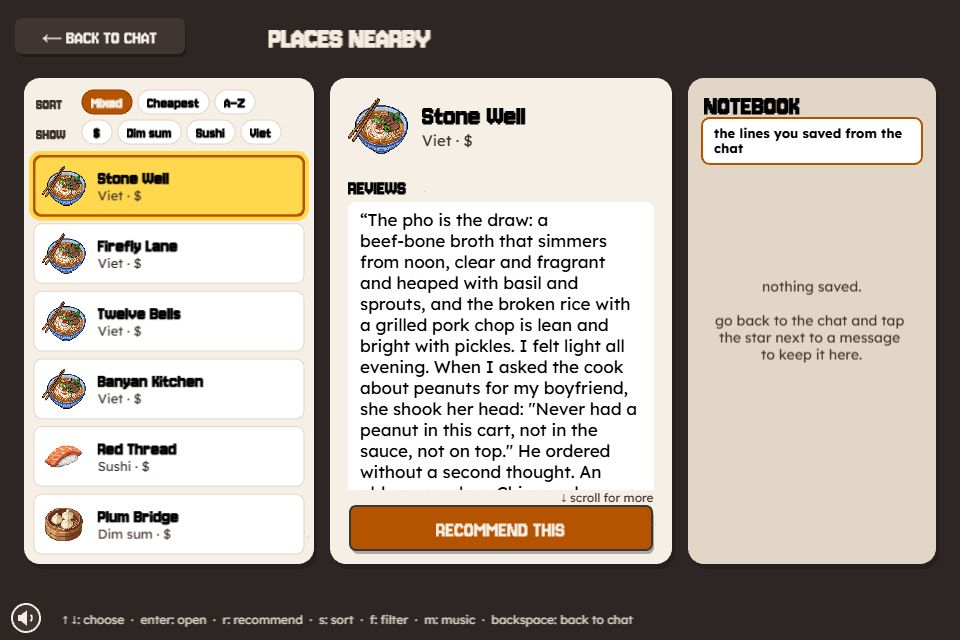 ← BACK TO CHAT
PLACES NEARBY
SORT Mixed Cheapest A-Z
SHOW $ Dim sum Sushi Viet
Stone Well
Viet · $
Firefly Lane
Viet · $
Twelve Bells
Viet · $
Banyan Kitchen
Viet · $
Red Thread
Sushi · $
Plum Bridge
Dim sum · $
Stone Well
Viet · $
REVIEWS
“The pho is the draw: a
beef-bone broth that simmers
from noon, clear and fragrant
and heaped with basil and
sprouts, and the broken rice with
a grilled pork chop is lean and
bright with pickles. I felt light all
evening. When I asked the cook
about peanuts for my boyfriend,
she shook her head: "Never had a
peanut in this cart, not in the
sauce, not on top." He ordered
without a second thought. An
↓ scroll for more
RECOMMEND THIS
NOTEBOOK
the lines you saved from the
chat
nothing saved.
go back to the chat and tap
the star next to a message
to keep it here.
↑ ↓: choose · enter: open · r: recommend · s: sort · f: filter · m: music · backspace: back to chat